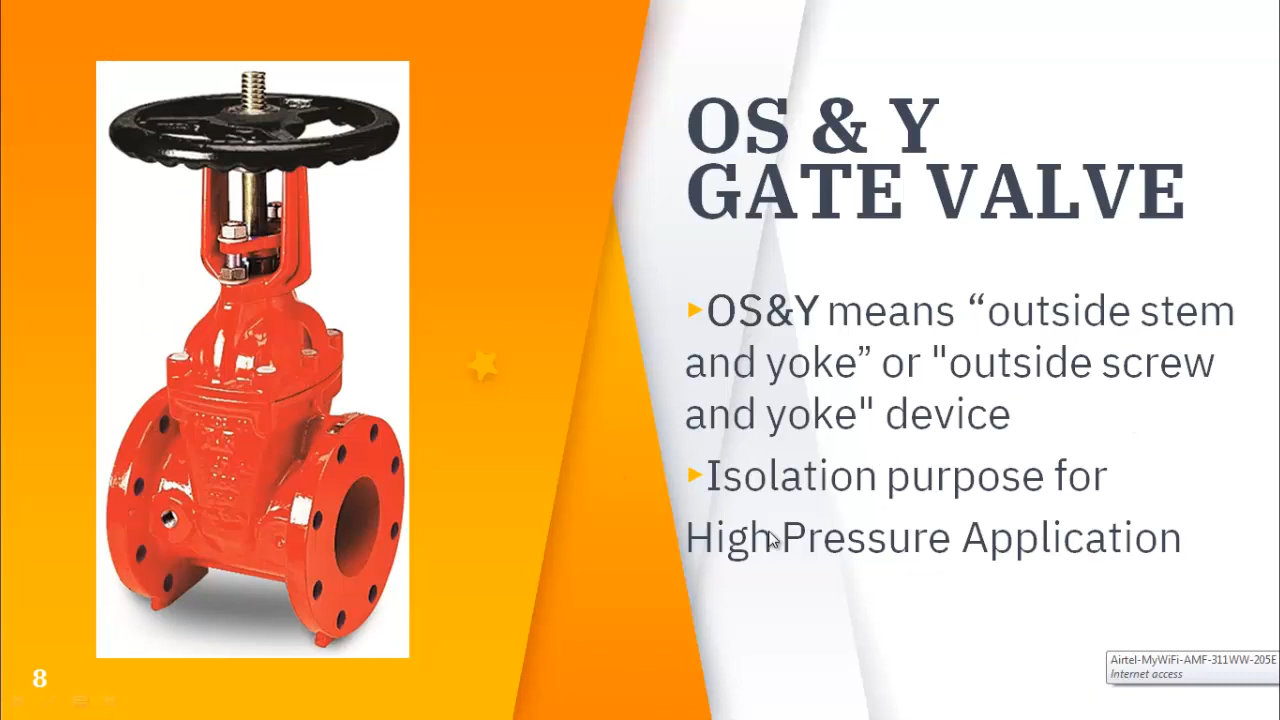 OS & Y
GATE VALVE
▸OS&Y means “outside stem
and yoke” or "outside screw
and yoke" device
▸Isolation purpose for
High Pressure Application
8
Airtel-MyWiFi-AMF-311WW-205E
Internet access